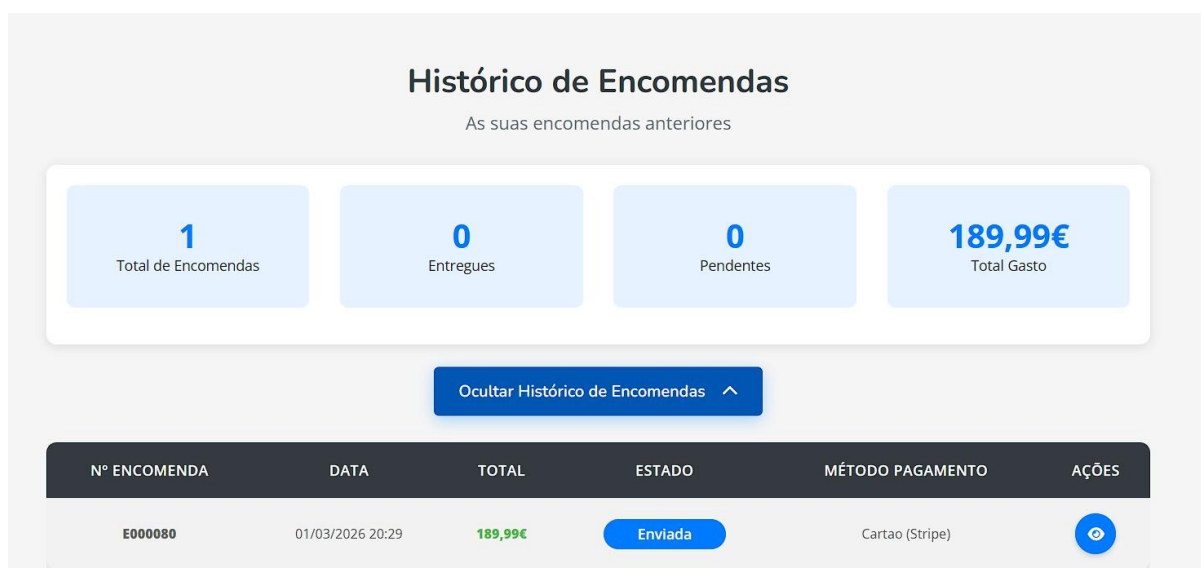 Histórico de Encomendas
As suas encomendas anteriores
1 0 0 189,99€
Total de Encomendas Entregues Pendentes Total Gasto
Ocultar Histórico de Encomendas
Nº ENCOMENDA DATA TOTAL ESTADO MÉTODO PAGAMENTO AÇÕES
E000080 01/03/2026 20:29 189,99€ Enviada Cartao (Stripe)